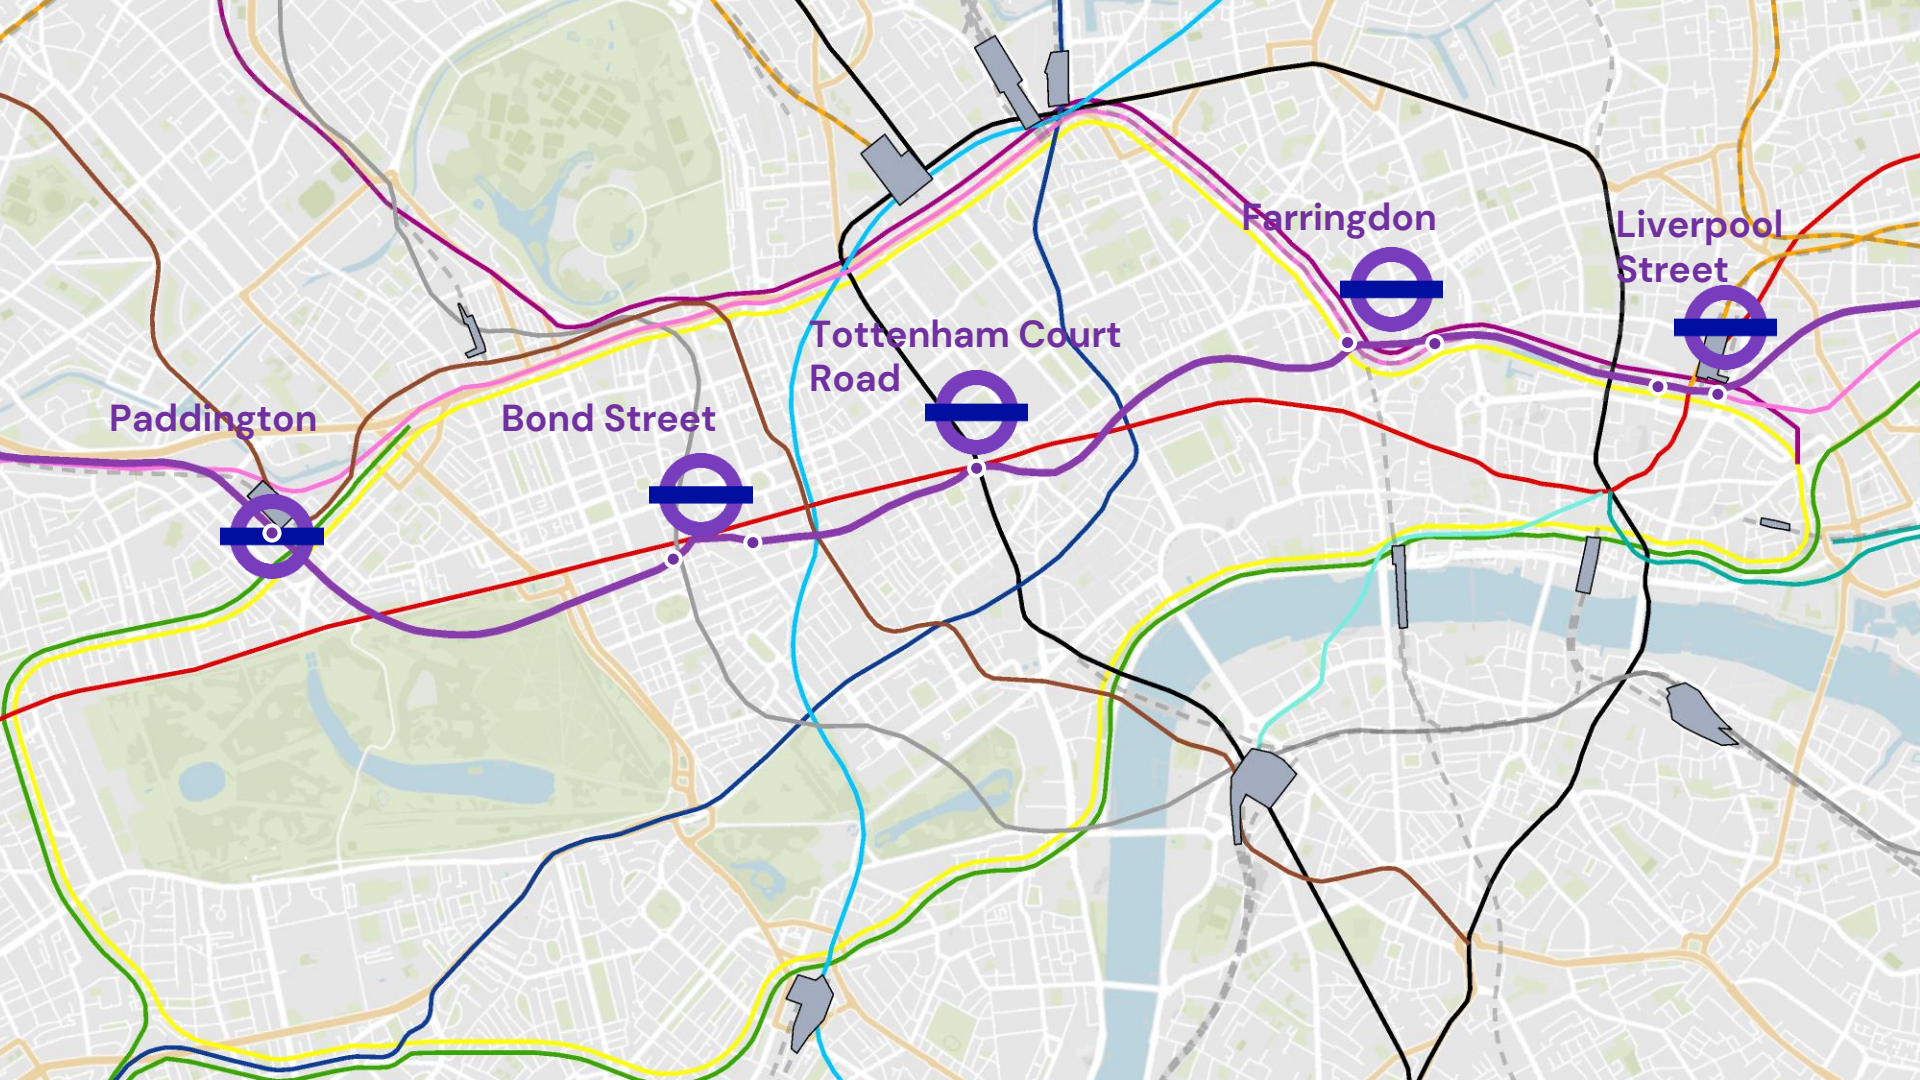 Farringdon
Liverpool
Street
Tottenham Court
Road
Paddington
Bond Street